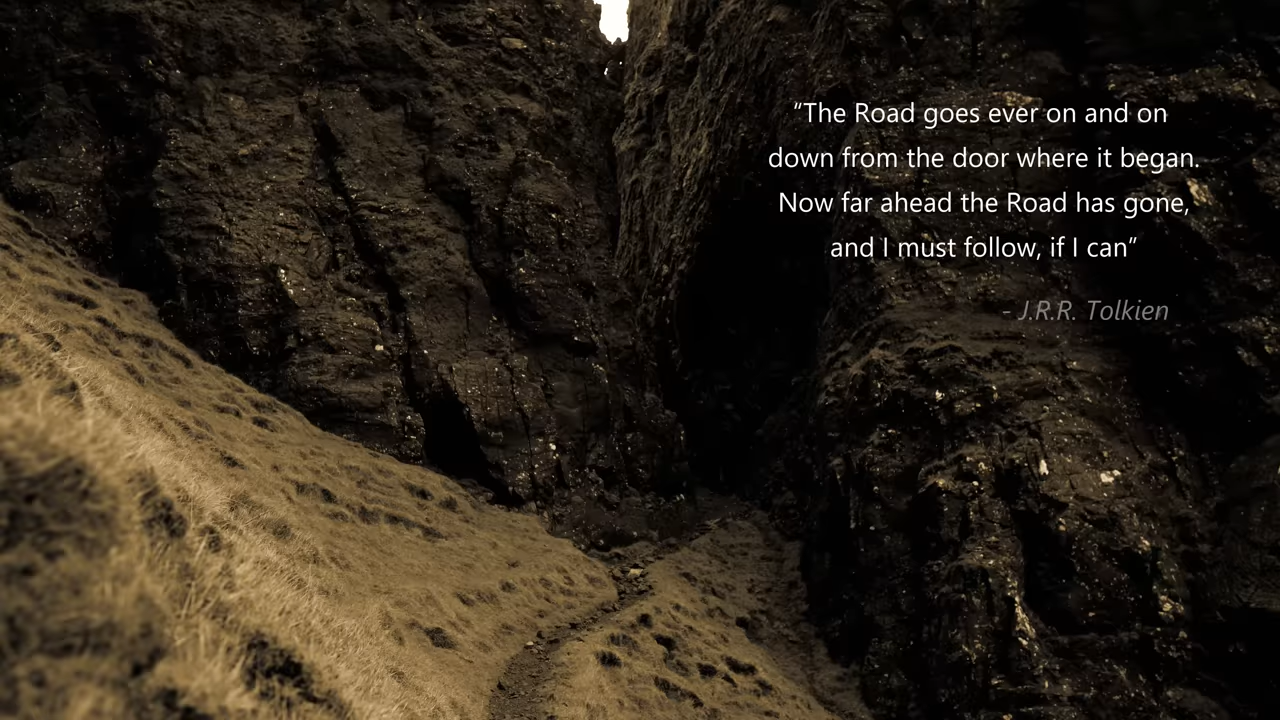 “The Road goes ever on and on
down from the door where it began.
Now far ahead the Road has gone,
and I must follow, if I can”
- J.R.R. Tolkien